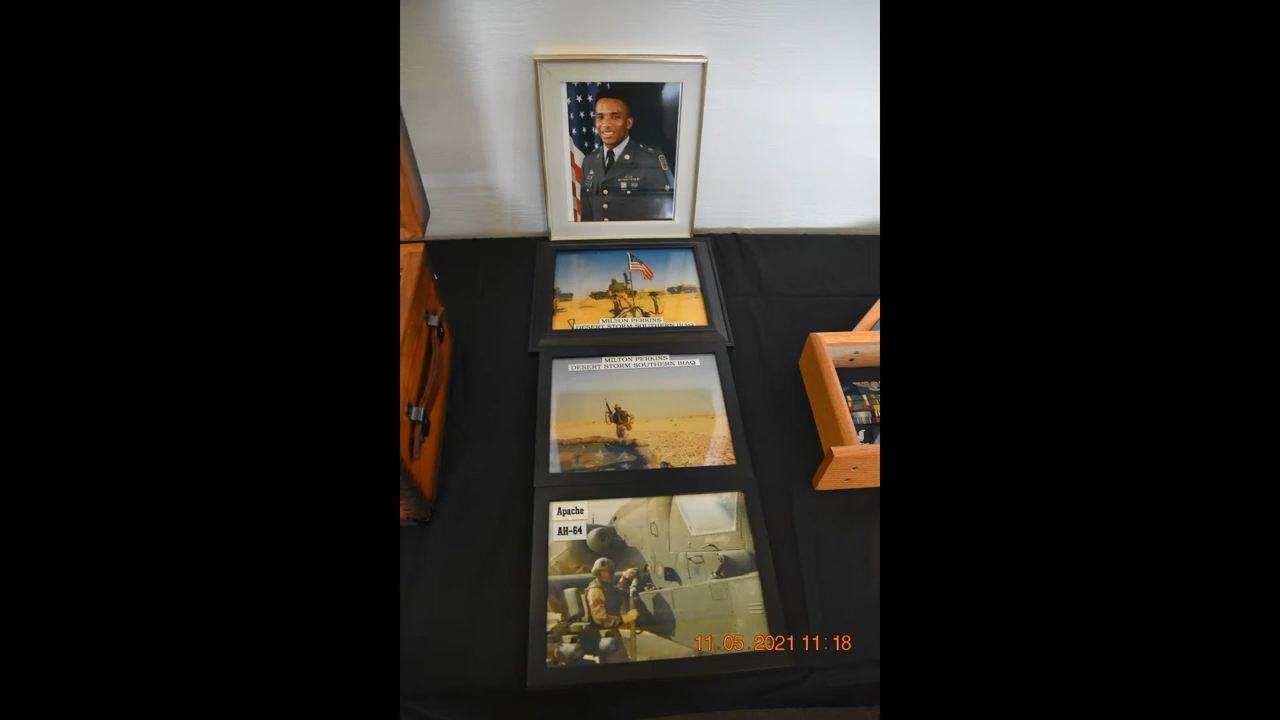 MILTON PERKINS
DESERT STORM SOUTHERN IRAQ
MILTON PERKINS
DESERT STORM SOUTHERN IRAQ
Apache
AH-64
11.05.2021 11:18